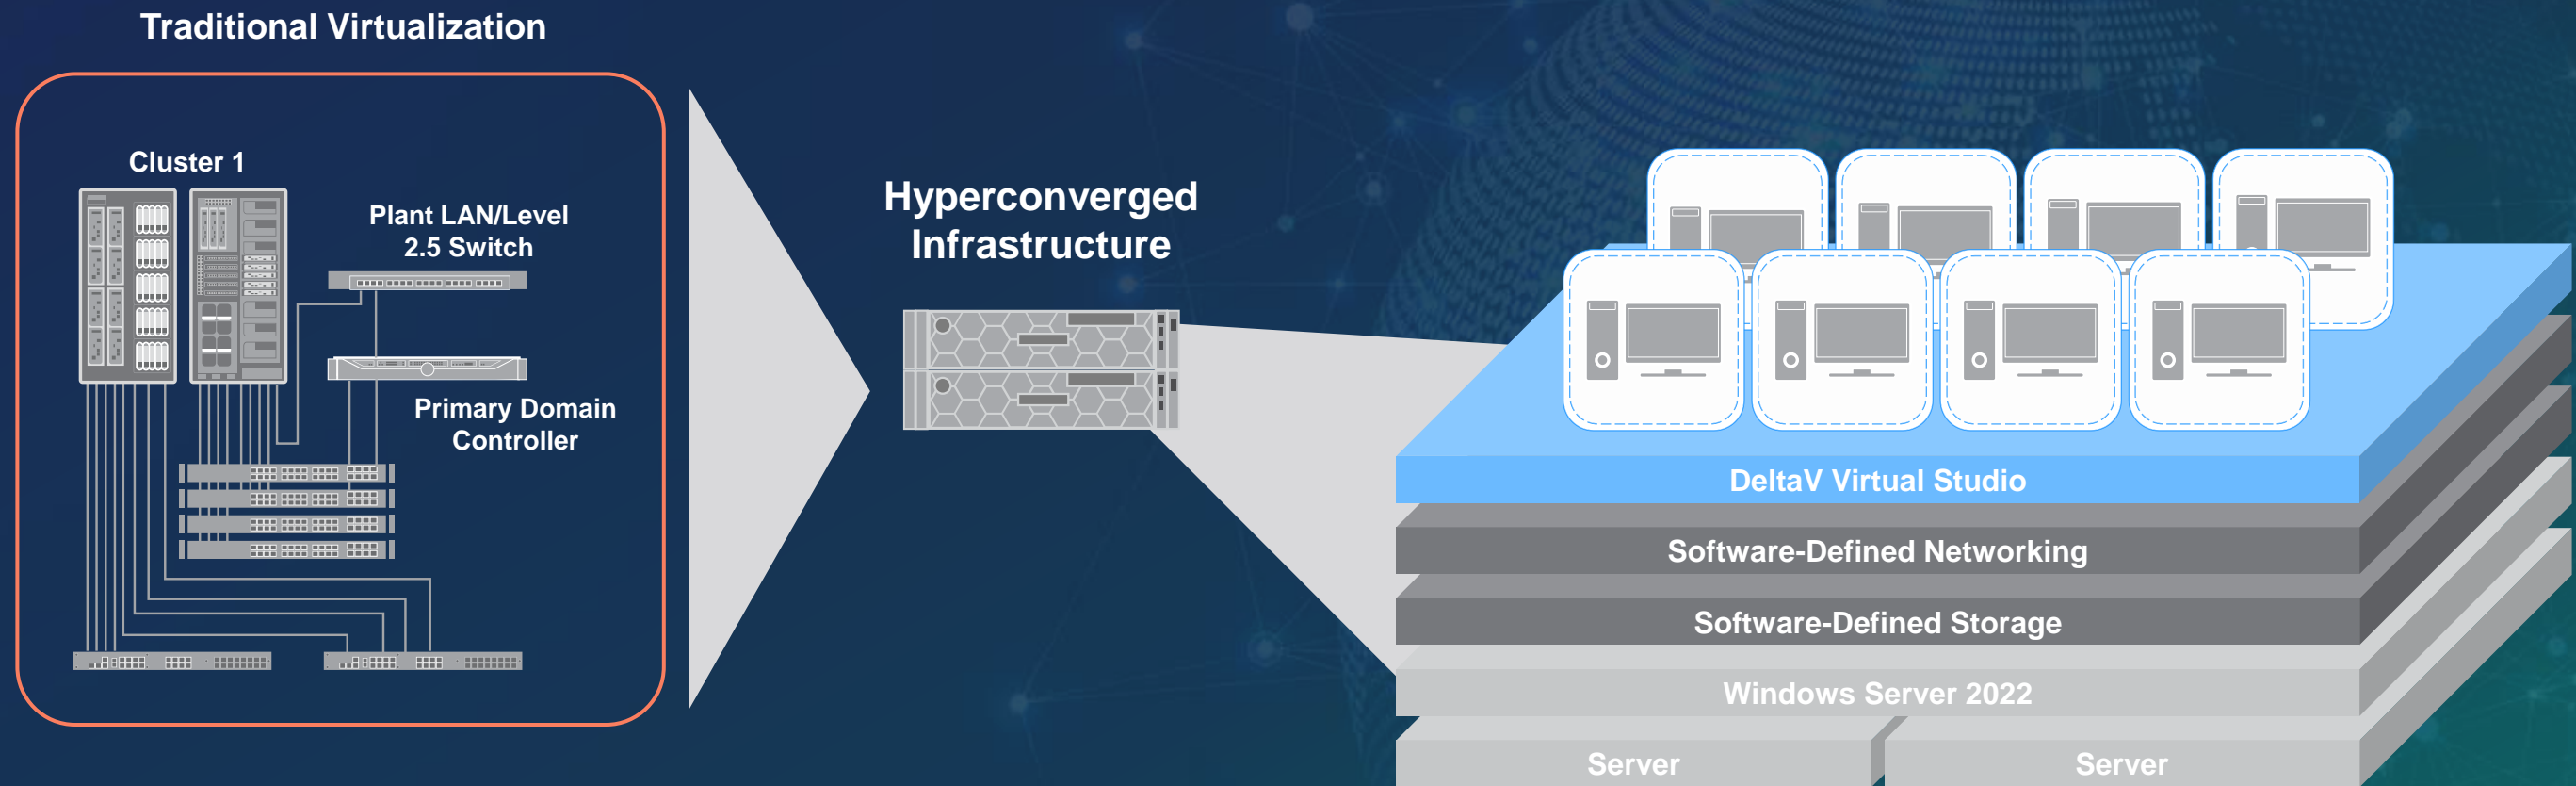 Traditional Virtualization
Cluster 1
Plant LAN/Level
2.5 Switch
Primary Domain
Controller
Hyperconverged
Infrastructure
DeltaV Virtual Studio
Software-Defined Networking
Software-Defined Storage
Windows Server 2022
Server
Server